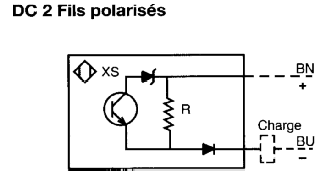 DC 2 Fils polarisés
XS
BN
+
R
Charge
BU
−